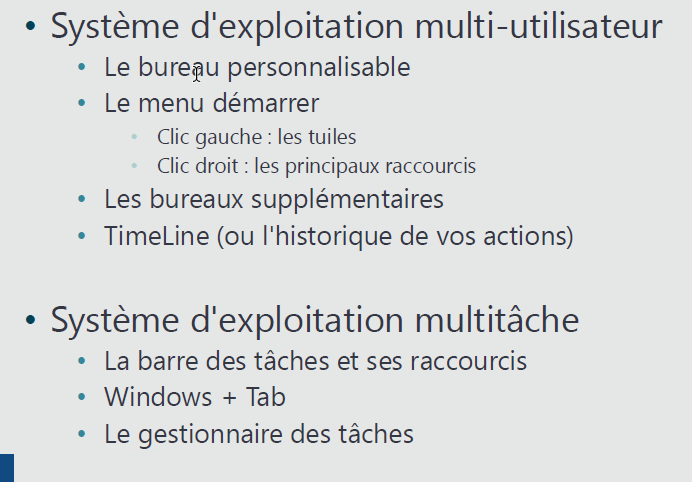 • Système d'exploitation multi-utilisateur
• Le bureau personnalisable
• Le menu démarrer
• Clic gauche : les tuiles
• Clic droit : les principaux raccourcis
• Les bureaux supplémentaires
• TimeLine (ou l'historique de vos actions)
• Système d'exploitation multitâche
• La barre des tâches et ses raccourcis
• Windows + Tab
• Le gestionnaire des tâches